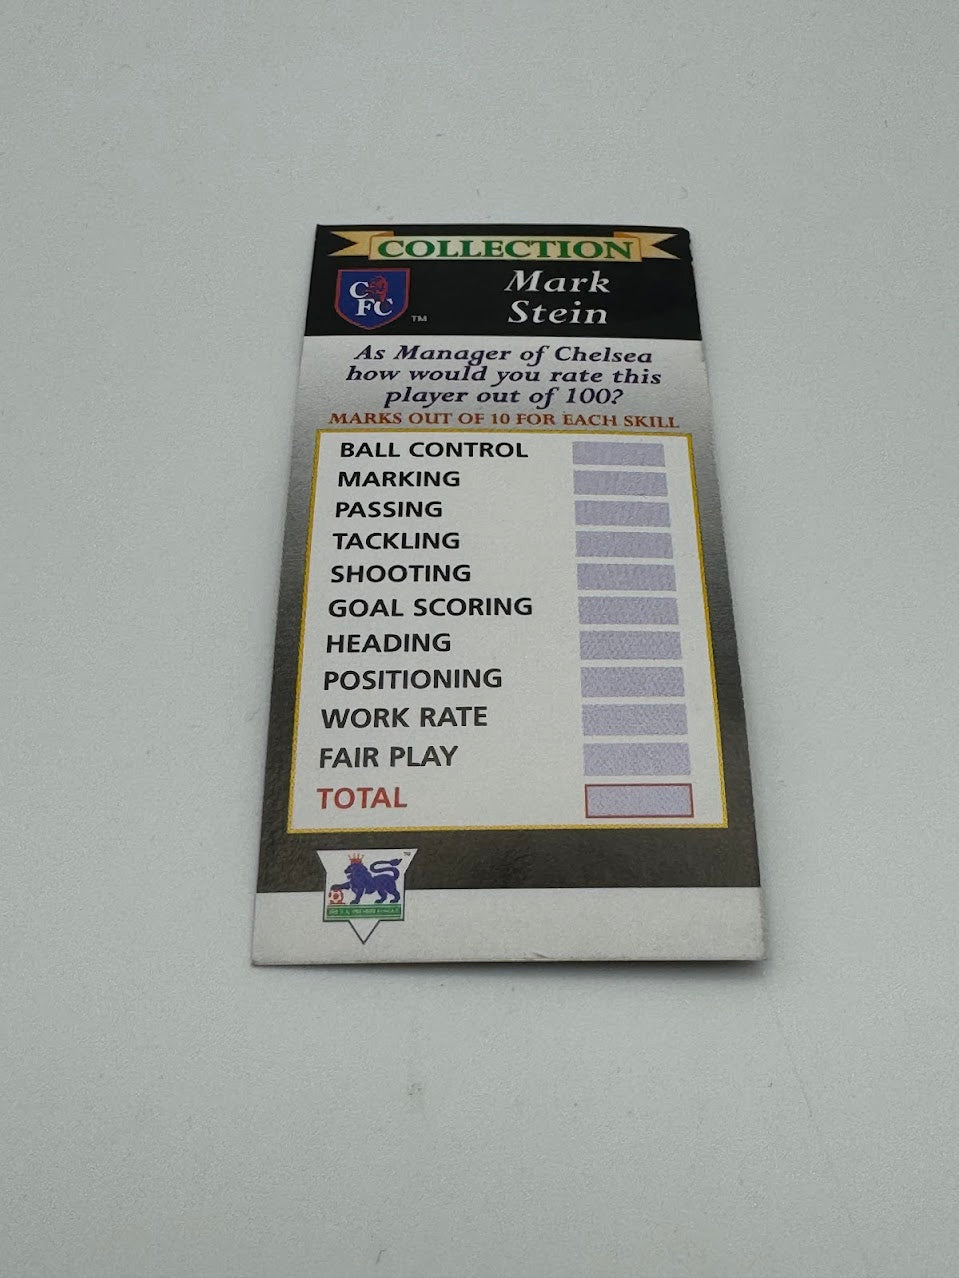 COLLECTION
CFC
TM
Mark
Stein
As Manager of Chelsea
how would you rate this
player out of 100?
MARKS OUT OF 10 FOR EACH SKILL
BALL CONTROL
MARKING
PASSING
TACKLING
SHOOTING
GOAL SCORING
HEADING
POSITIONING
WORK RATE
FAIR PLAY
TOTAL